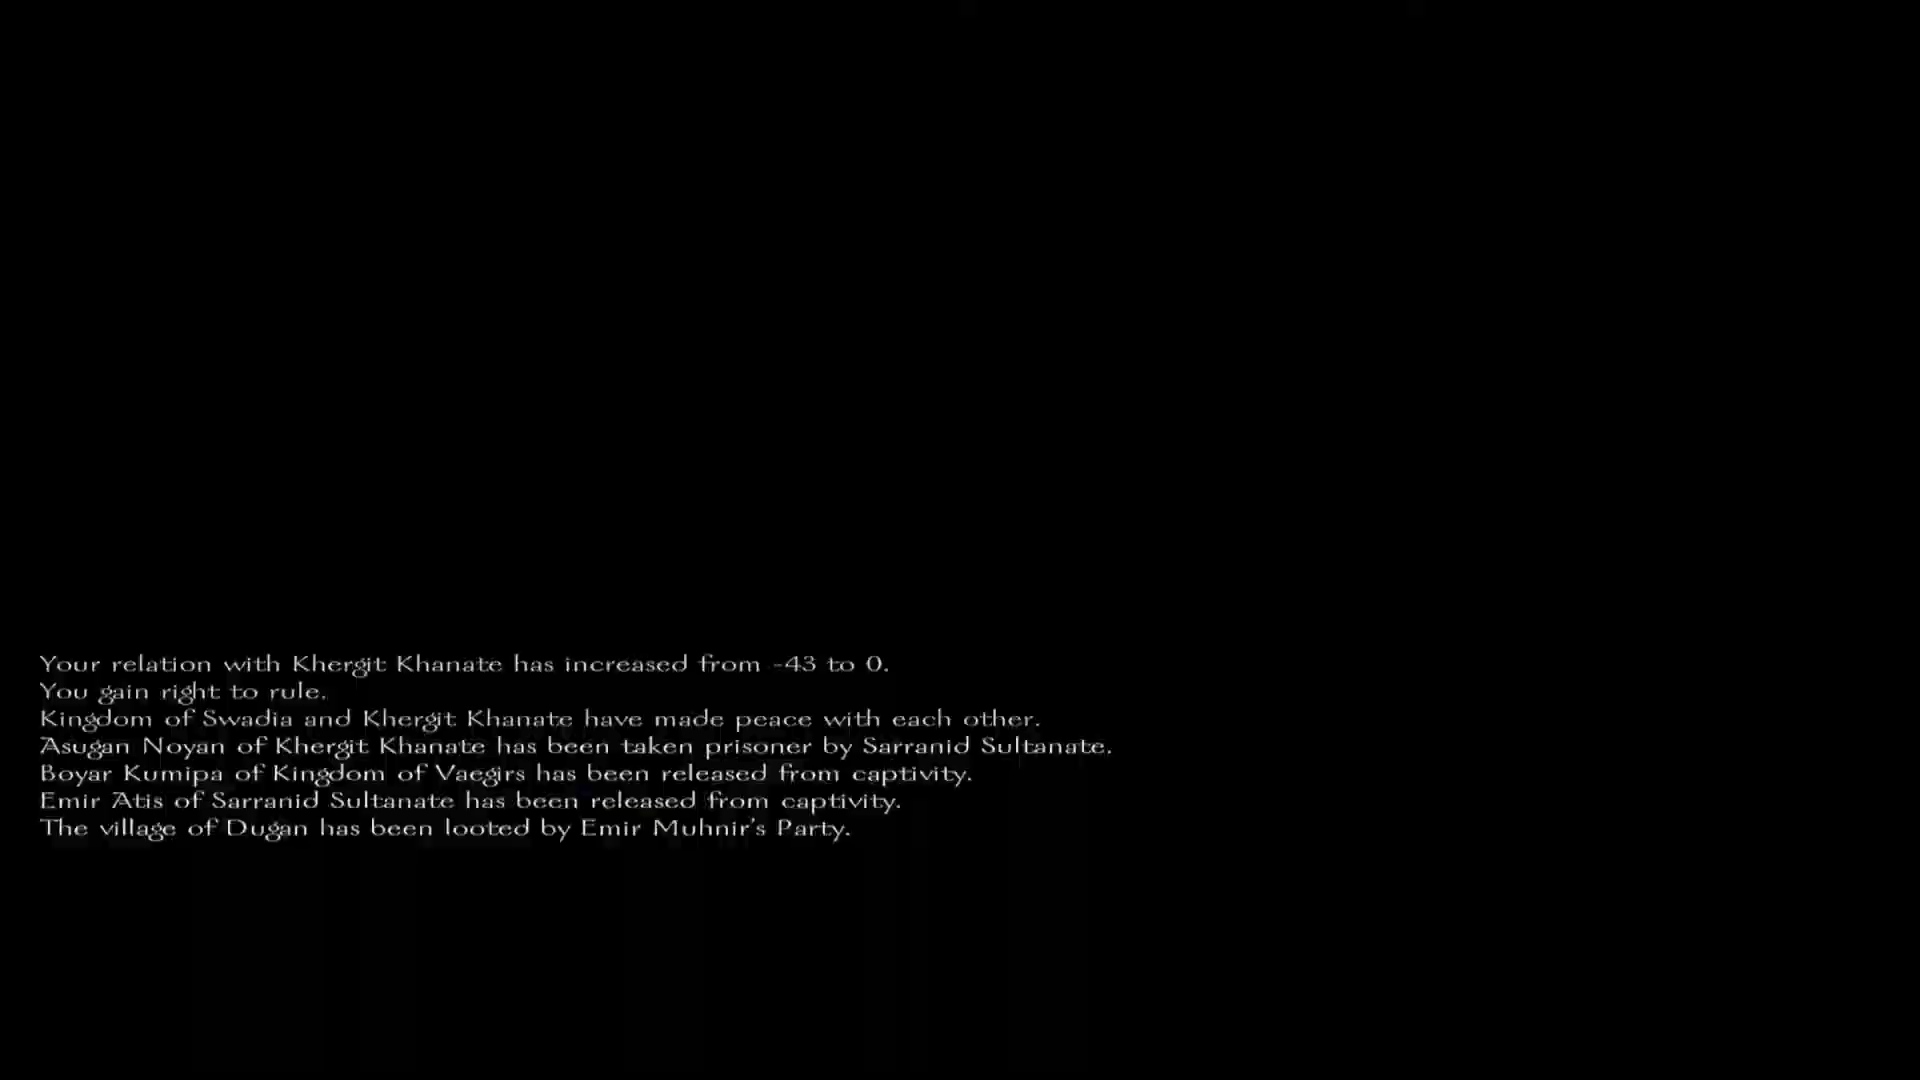 Your relation with Khergit Khanate has increased from -43 to 0.
You gain right to rule.
Kingdom of Swadia and Khergit Khanate have made peace with each other.
Asugan Noyan of Khergit Khanate has been taken prisoner by Sarranid Sultanate.
Boyar Kumipa of Kingdom of Vaegirs has been released from captivity.
Emir Atis of Sarranid Sultanate has been released from captivity.
The village of Dugan has been looted by Emir Muhnir's Party.